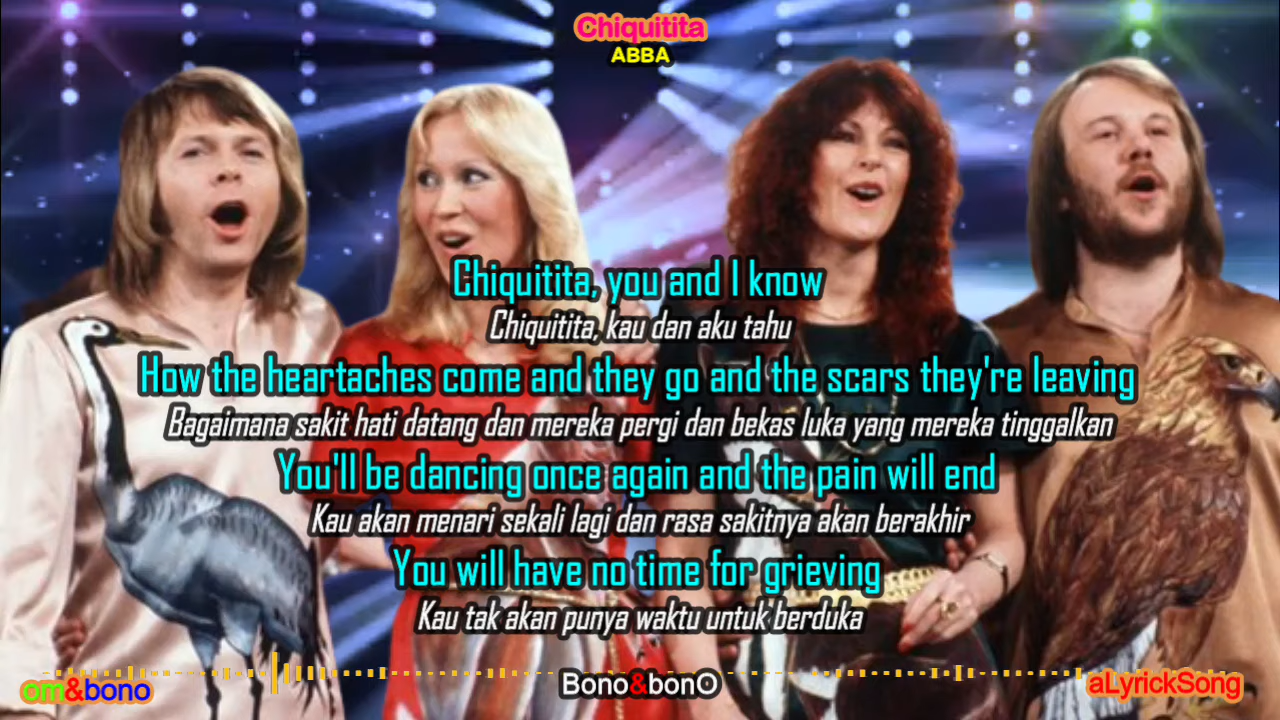 Chiquitita
ABBA
Chiquitita, you and I know
Chiquitita, kau dan aku tahu
How the heartaches come and they go and the scars they're leaving
Bagaimana sakit hati datang dan mereka pergi dan bekas luka yang mereka tinggalkan
You'll be dancing once again and the pain will end
Kau akan menari sekali lagi dan rasa sakitnya akan berakhir
You will have no time for grieving
Kau tak akan punya waktu untuk berduka
om&bono
Bono&bonO
aLyrickSong